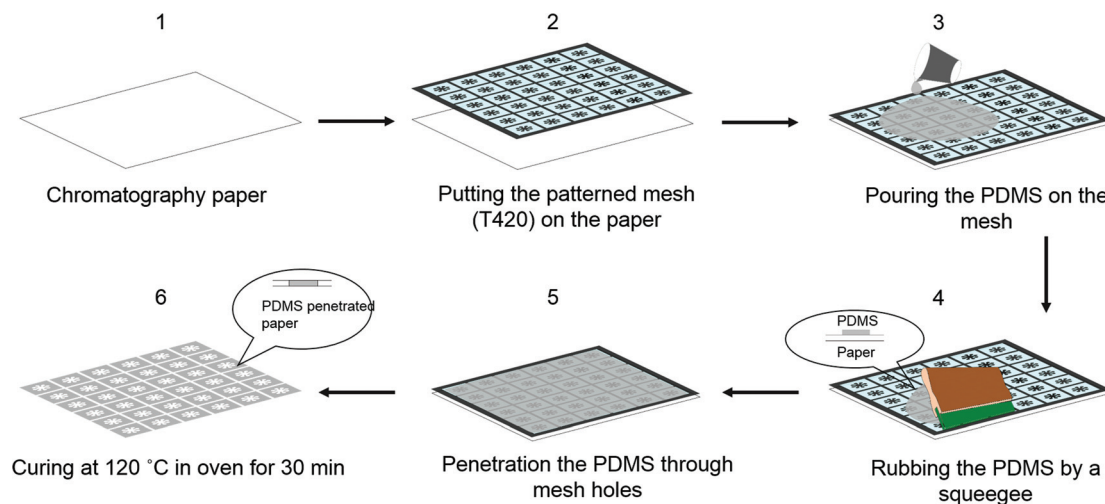 1
Chromatography paper
2
Putting the patterned mesh
(T420) on the paper
3
Pouring the PDMS on the
mesh
4
PDMS
Paper
Rubbing the PDMS by a
squeegee
5
Penetration the PDMS through
mesh holes
6
PDMS penetrated
paper
Curing at 120 °C in oven for 30 min